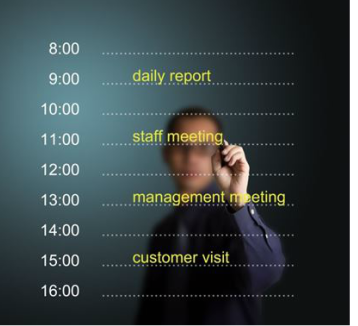 8:00
9:00 daily report
10:00
11:00 staff meeting
12:00
13:00 management meeting
14:00
15:00 customer visit
16:00